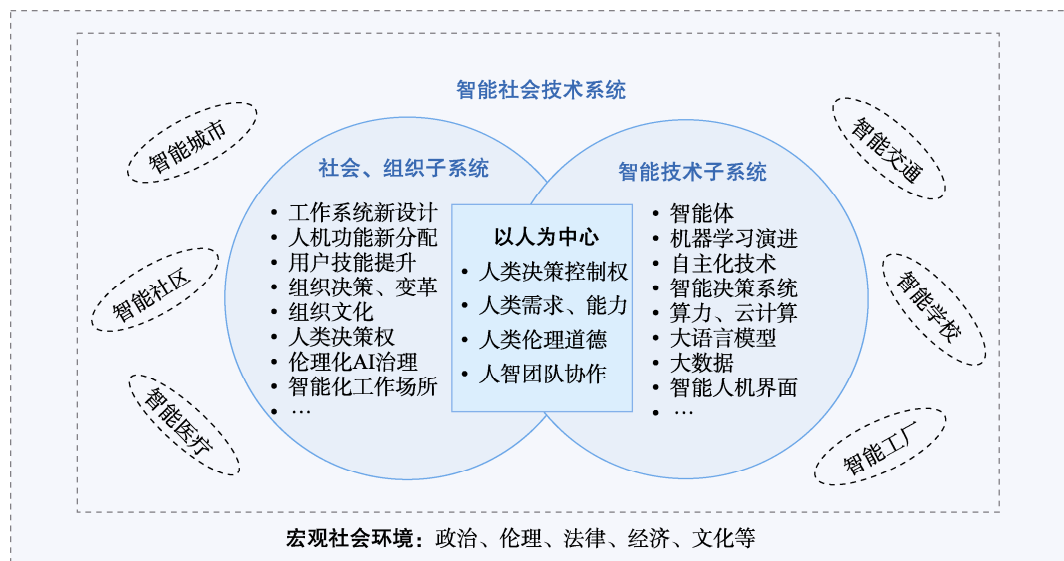 智能社会技术系统
智能城市
智能社区
智能医疗
社会、组织子系统
• 工作系统新设计
• 人机功能新分配
• 用户技能提升
• 组织决策、变革
• 组织文化
• 人类决策权
• 伦理化AI治理
• 智能化工作场所
• …
以人为中心
• 人类决策控制权
• 人类需求、能力
• 人类伦理道德
• 人智团队协作
智能技术子系统
• 智能体
• 机器学习演进
• 自主化技术
• 智能决策系统
• 算力、云计算
• 大语言模型
• 大数据
• 智能人机界面
• …
智能交通
智能学校
智能工厂
宏观社会环境：政治、伦理、法律、经济、文化等